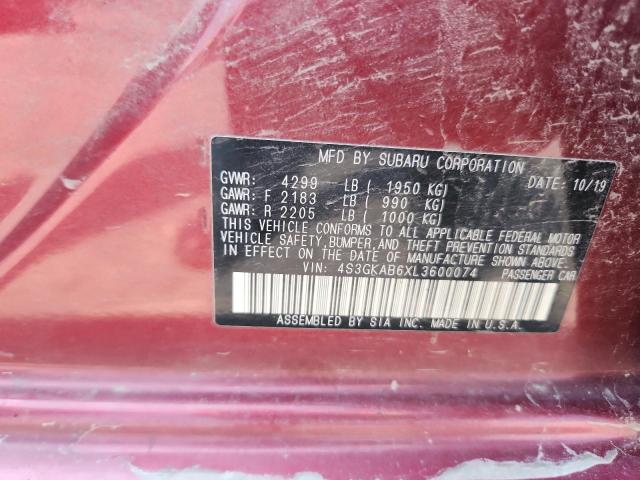 MFD BY SUBARU CORPORATION
GVWR: 4299 LB ( 1950 KG) DATE: 10/19
GAWR: F 2183 LB ( 990 KG)
GAWR: R 2205 LB ( 1000 KG)
THIS VEHICLE CONFORMS TO ALL APPLICABLE FEDERAL MOTOR
VEHICLE SAFETY, BUMPER, AND THEFT PREVENTION STANDARDS
IN EFFECT ON THE DATE OF MANUFACTURE SHOWN ABOVE.
VIN: 4S3GKAB6XL3600074 PASSENGER CAR
ASSEMBLED BY SIA INC. MADE IN U.S.A.